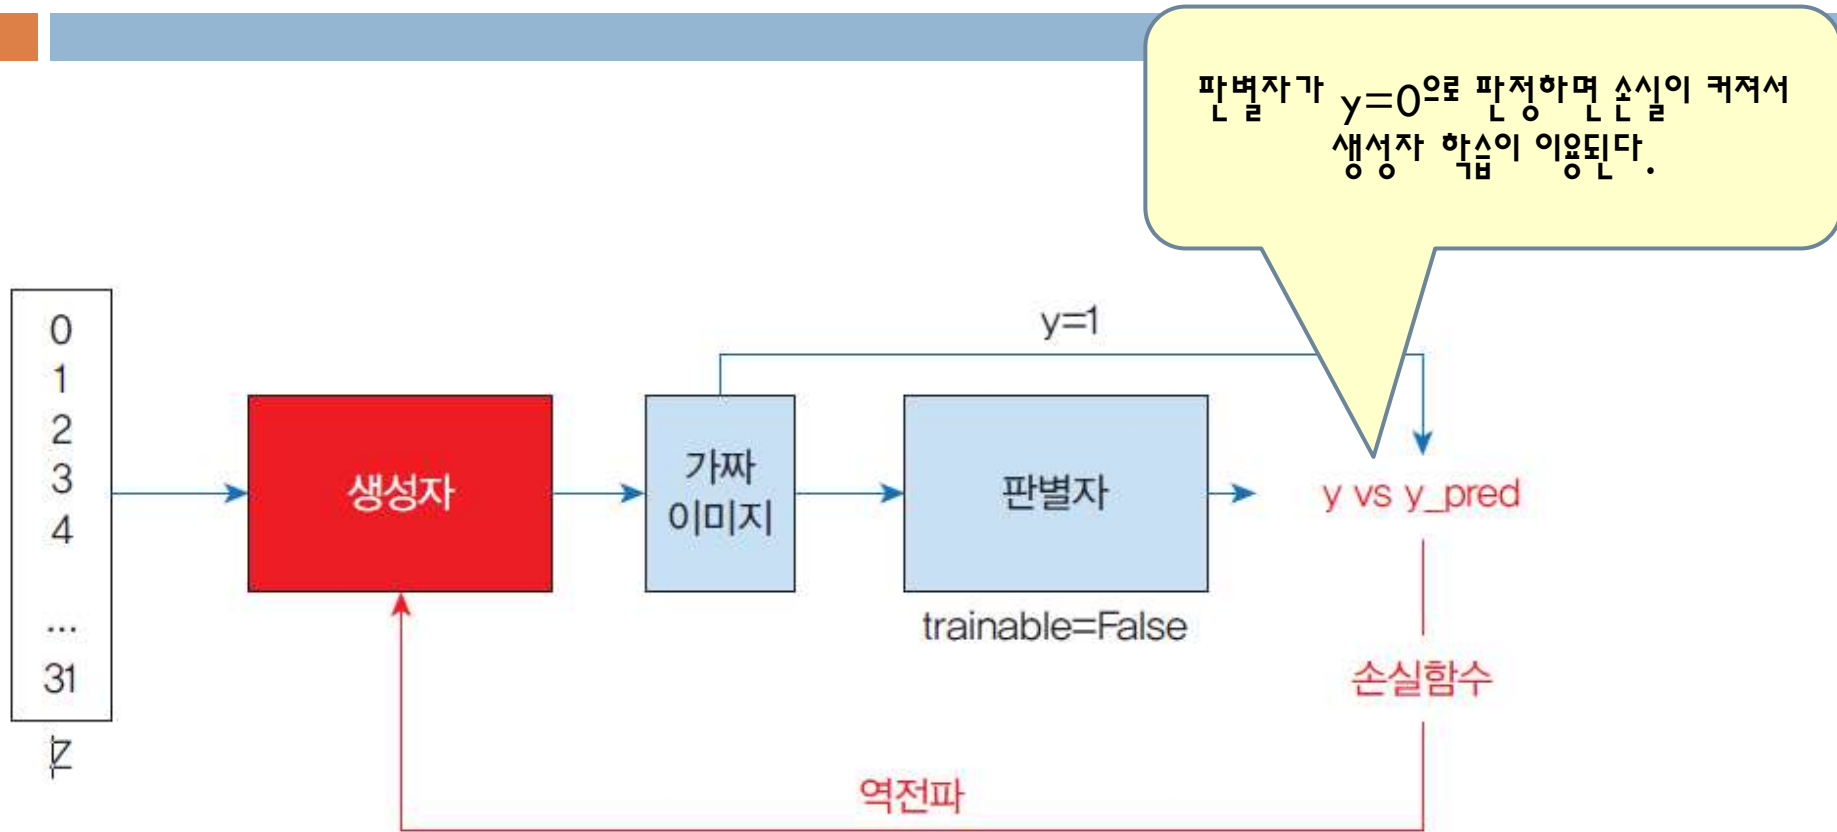 판별자가 y=0으로 판정하면 손실이 커져서
생성자 학습이 이용된다.
y=1
0
1
2
3
4
...
31
z
생성자
가짜
이미지
판별자
trainable=False
y vs y_pred
손실함수
역전파